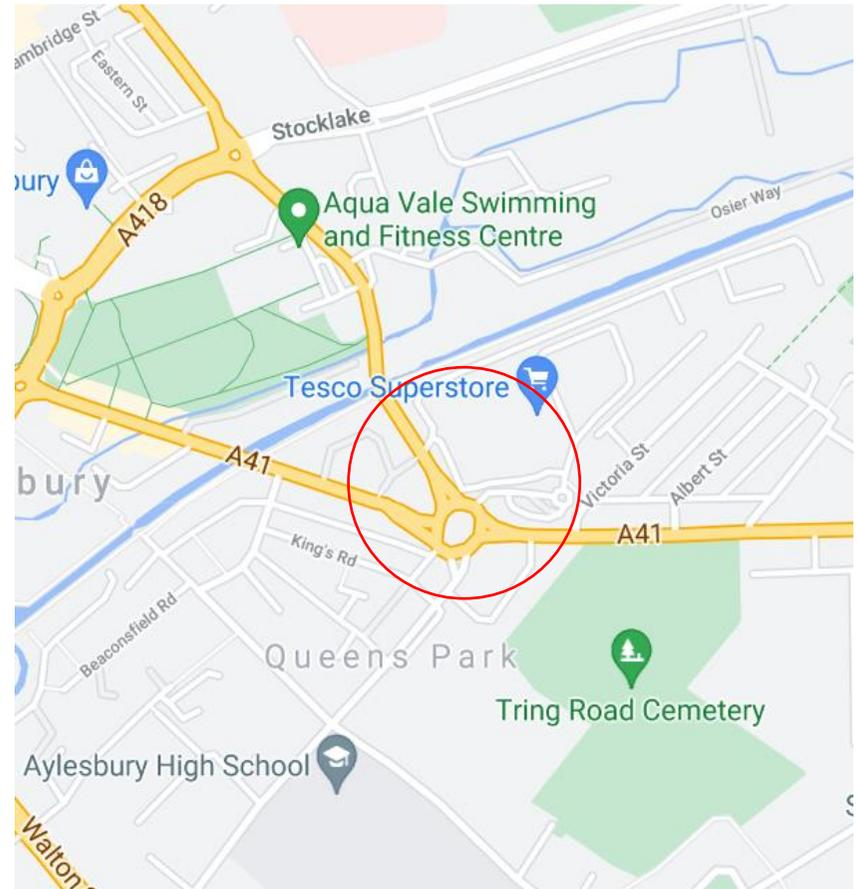 ambridge St
Eastern St
Stocklake
bury
A418
Aqua Vale Swimming
and Fitness Centre
Osier Way
Tesco Superstore
A41
bury
Victoria St
Albert St
A41
King's Rd
Beaconsfield Rd
Queens Park
Tring Road Cemetery
Aylesbury High School
S
Walton